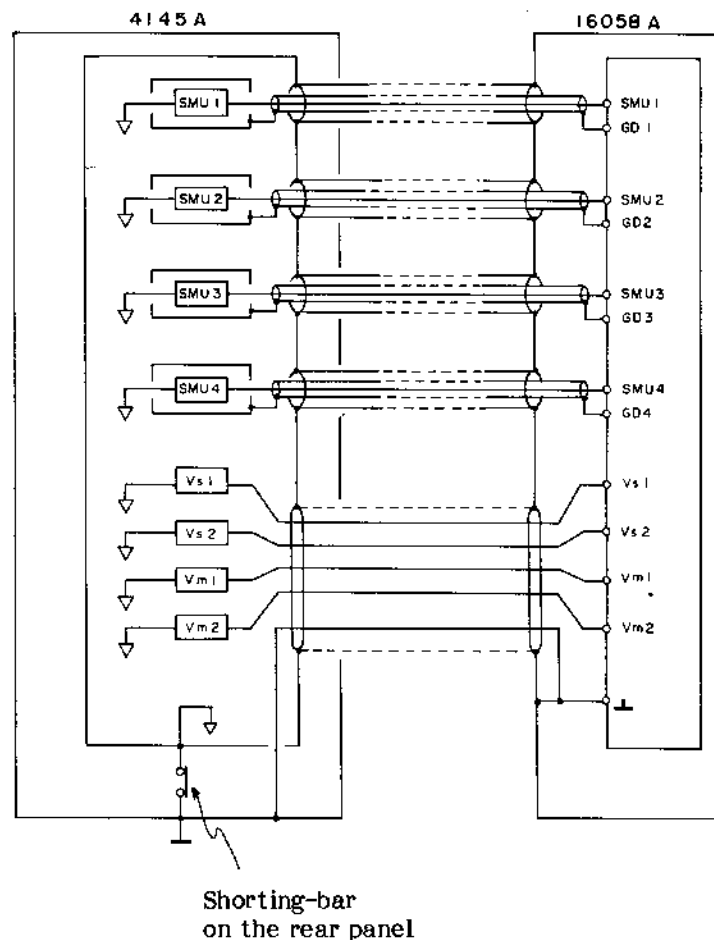 4145A
16058A
SMU1
SMU1
GD1
SMU2
SMU2
GD2
SMU3
SMU3
GD3
SMU4
SMU4
GD4
Vs1
Vs1
Vs2
Vs2
Vm1
Vm1
Vm2
Vm2
Shorting-bar
on the rear panel